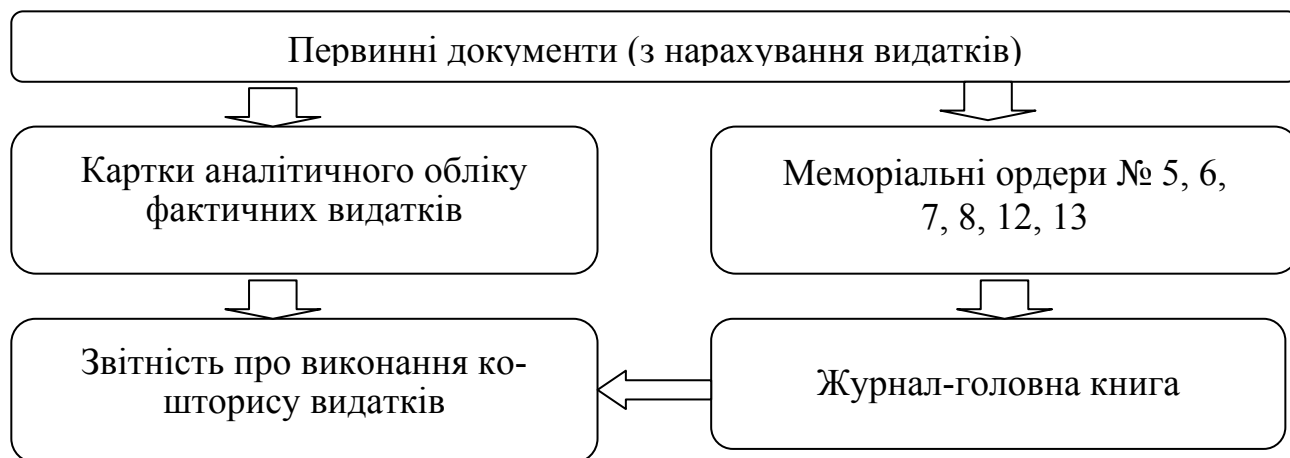 Первинні документи (з нарахування видатків)
Картки аналітичного обліку
фактичних видатків
Меморіальні ордери № 5, 6,
7, 8, 12, 13
Звітність про виконання ко-
шторису видатків
Журнал-головна книга